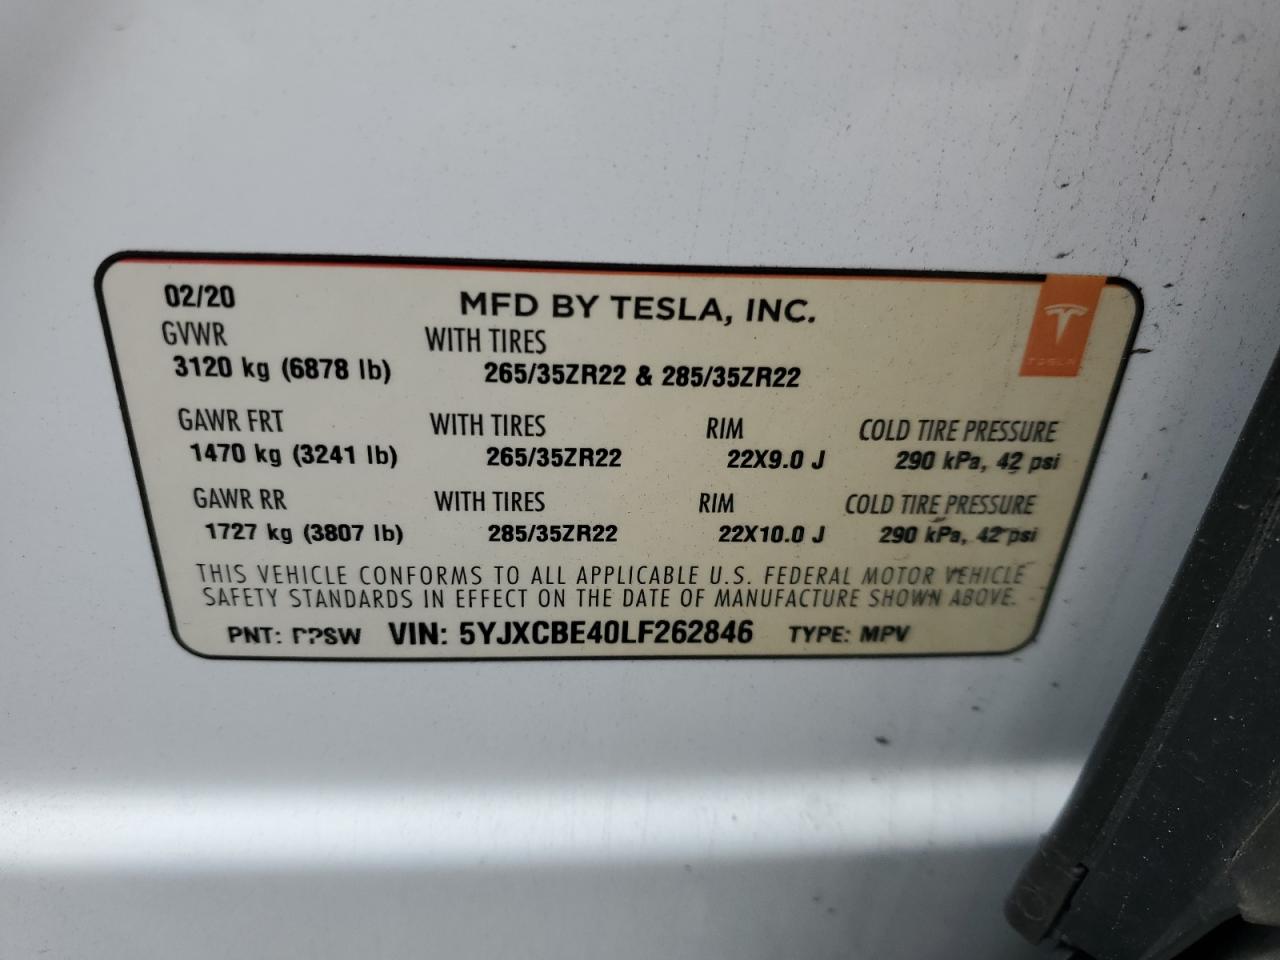 02/20 MFD BY TESLA, INC.
GVWR WITH TIRES
3120 kg (6878 lb) 265/35ZR22 & 285/35ZR22
TESLA
GAWR FRT WITH TIRES RIM COLD TIRE PRESSURE
1470 kg (3241 lb) 265/35ZR22 22X9.0 J 290 kPa, 42 psi
GAWR RR WITH TIRES RIM COLD TIRE PRESSURE
1727 kg (3807 lb) 285/35ZR22 22X10.0 J 290 kPa, 42 psi
THIS VEHICLE CONFORMS TO ALL APPLICABLE U.S. FEDERAL MOTOR VEHICLE
SAFETY STANDARDS IN EFFECT ON THE DATE OF MANUFACTURE SHOWN ABOVE.
PNT: VIN: 5YJXCBE40LF262846 TYPE: MPV